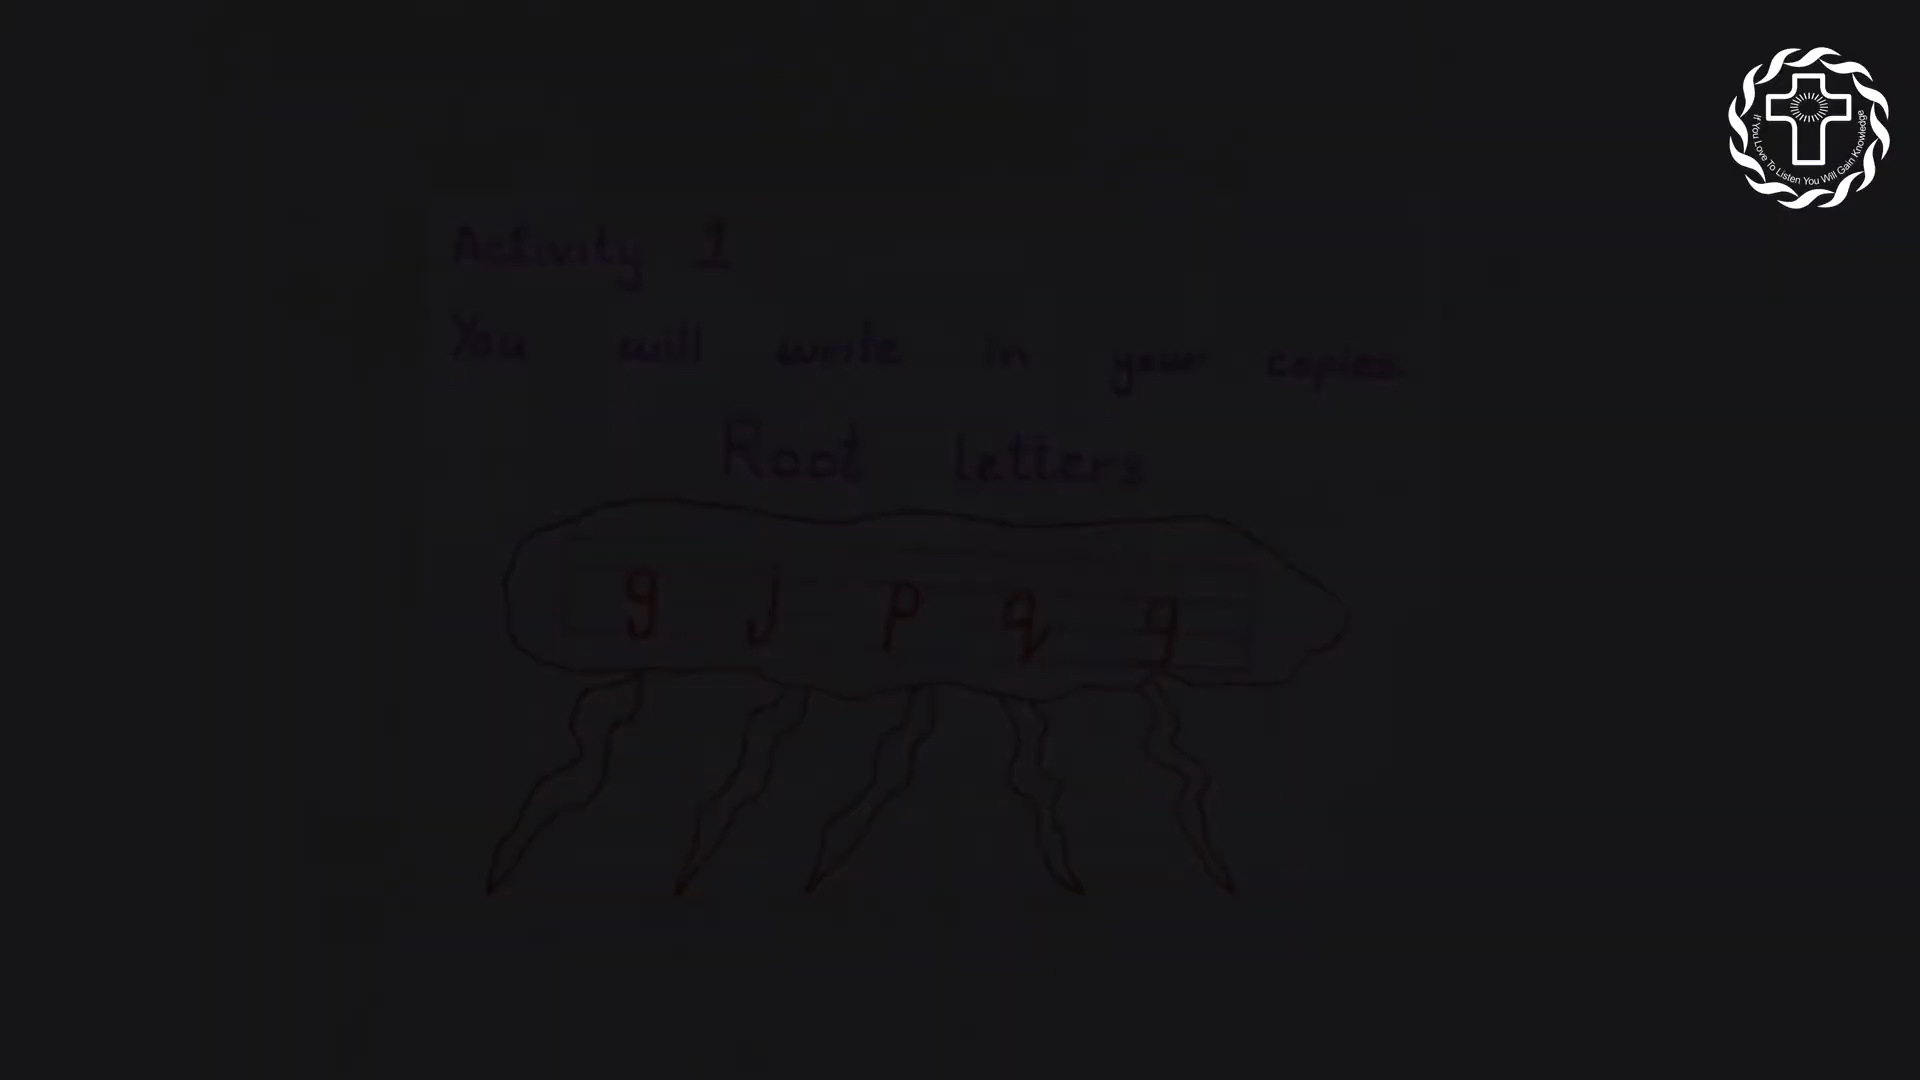 If You Love To Listen You Will Gain Knowledge
Activity 1
You will write in your copies.
Root letters
g j p q y